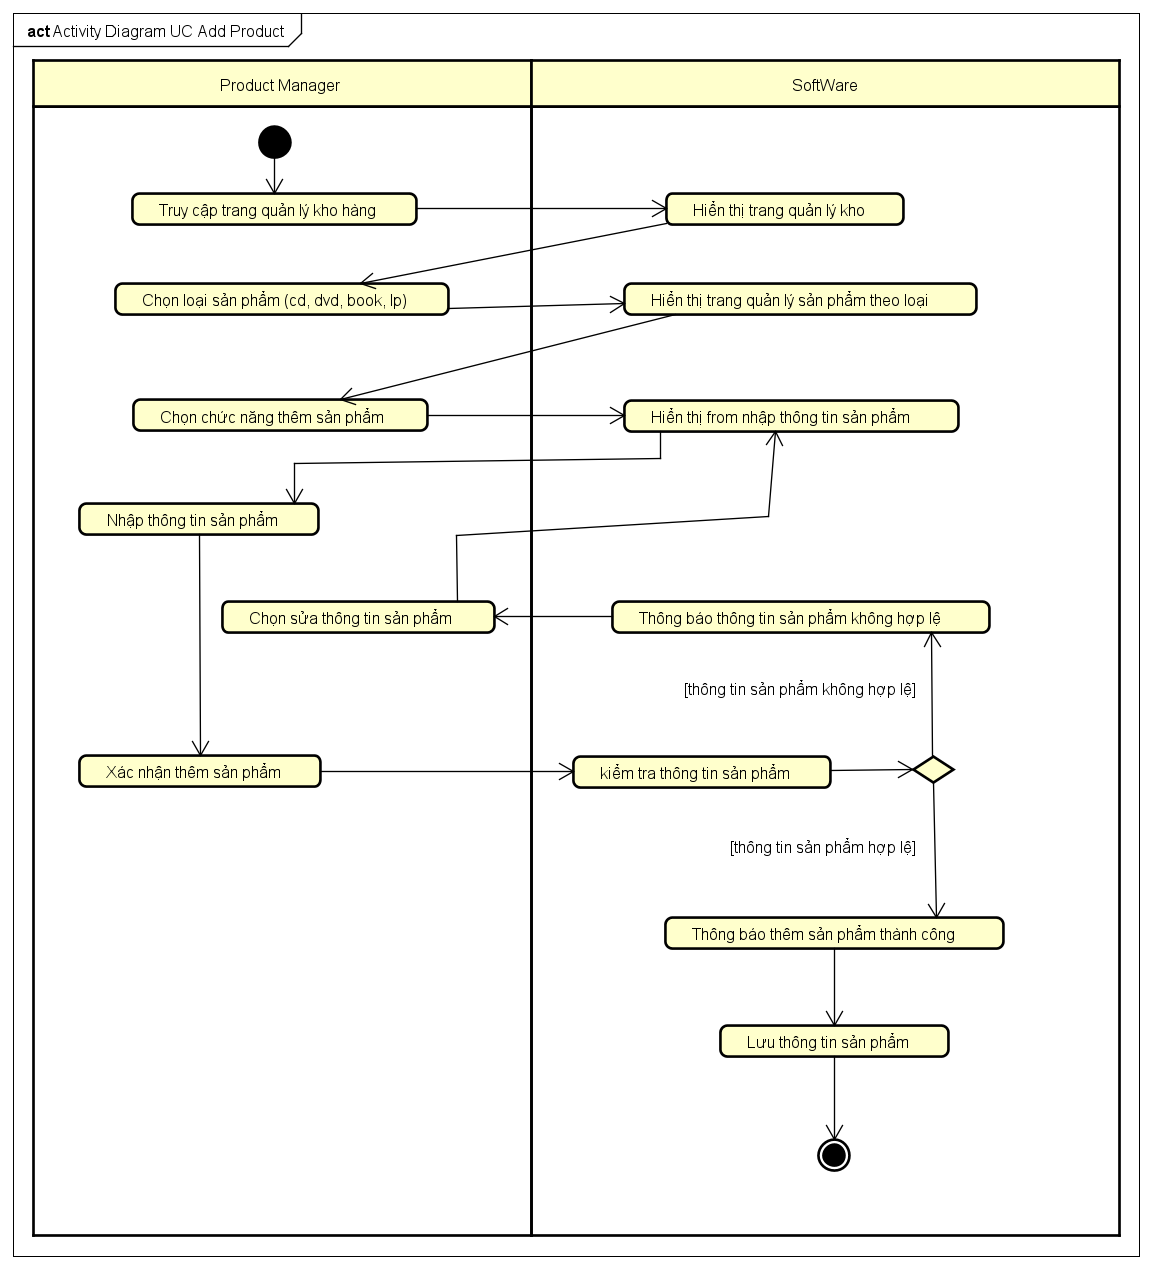 act Activity Diagram UC Add Product
Product Manager
SoftWare
Truy cập trang quản lý kho hàng
Hiển thị trang quản lý kho
Chọn loại sản phẩm (cd, dvd, book, lp)
Hiển thị trang quản lý sản phẩm theo loại
Chọn chức năng thêm sản phẩm
Hiển thị from nhập thông tin sản phẩm
Nhập thông tin sản phẩm
Chọn sửa thông tin sản phẩm
Thông báo thông tin sản phẩm không hợp lệ
[thông tin sản phẩm không hợp lệ]
Xác nhận thêm sản phẩm
kiểm tra thông tin sản phẩm
[thông tin sản phẩm hợp lệ]
Thông báo thêm sản phẩm thành công
Lưu thông tin sản phẩm